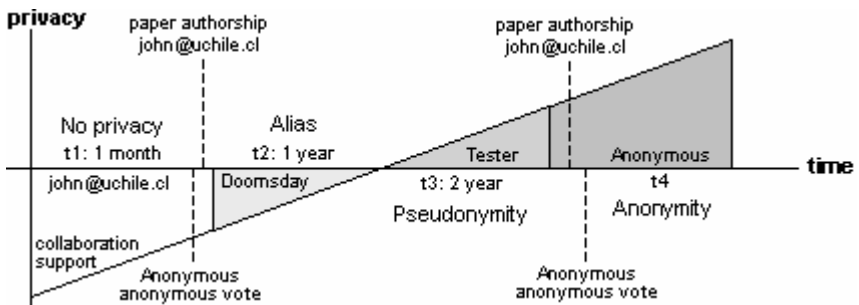 privacy
paper authorship
john@uchile.cl
paper authorship
john@uchile.cl
No privacy
t1: 1 month
Alias
t2: 1 year
Tester
Anonymous
time
john@uchile.cl
Doomsday
t3: 2 year
Pseudonymity
t4
Anonymity
collaboration
support
Anonymous
anonymous vote
Anonymous
anonymous vote